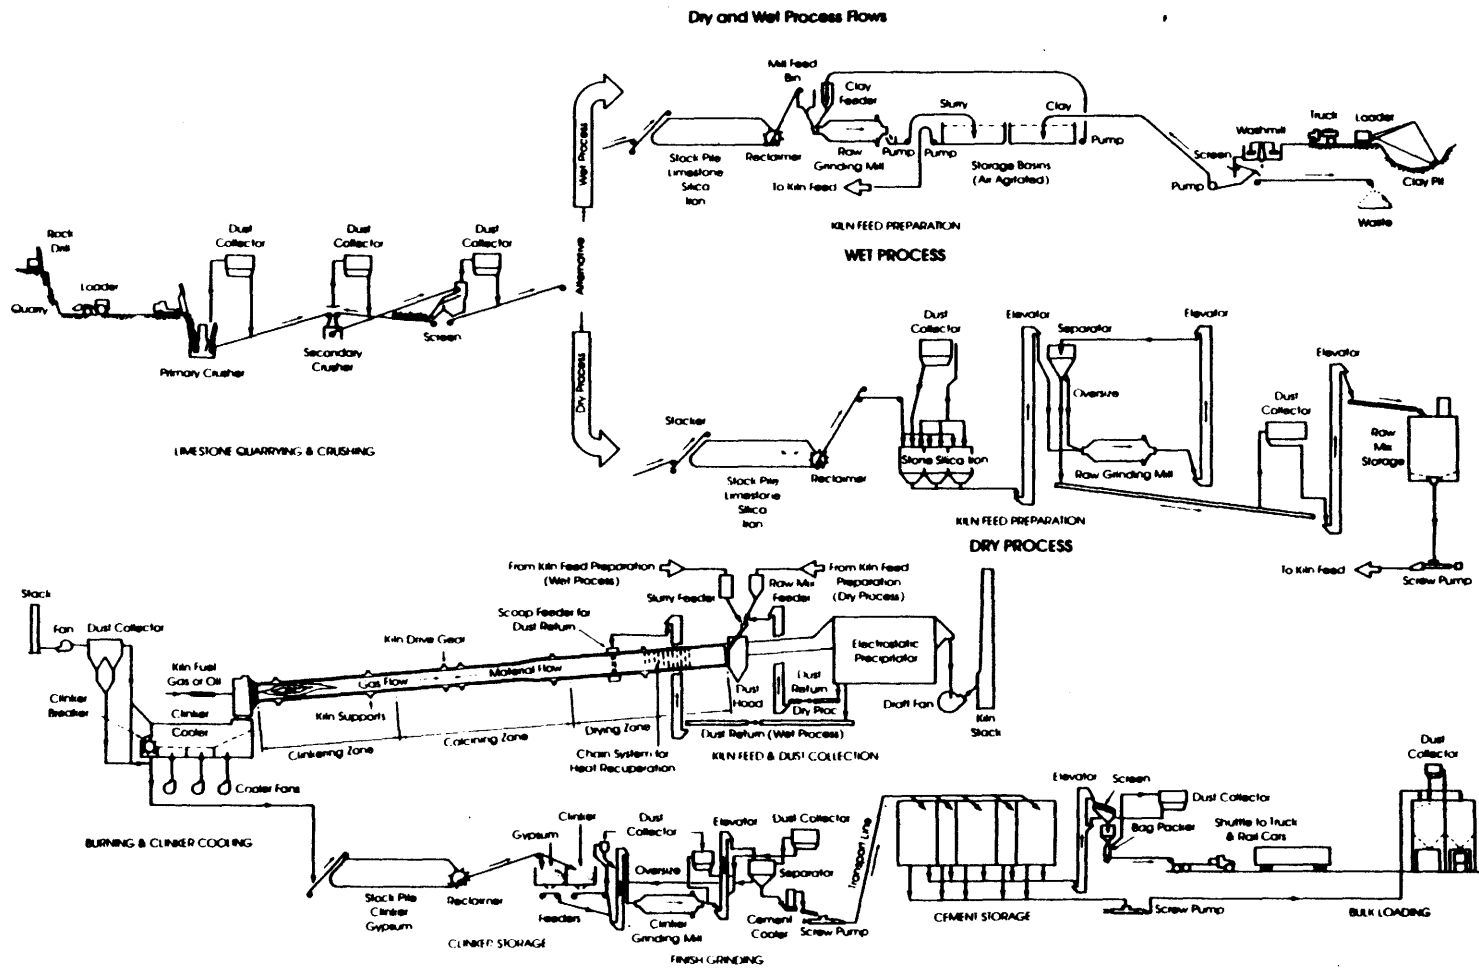 Dry and Wet Process Flows
Mill Feed
Bin
Clay
Feeder
Slurry
Clay
Truck
Loader
Washmill
Screen
Wet Process
Stock Pile
Limestone
Silica
Iron
Reclaimer
Raw
Grinding Mill
Pump
Pump
Storage Basins
(Air Agitated)
Pump
Pump
Clay Pit
Waste
To Kiln Feed
KILN FEED PREPARATION
WET PROCESS
Rock
Drill
Dust
Collector
Dust
Collector
Dust
Collector
Quarry
Loader
Primary Crusher
Secondary
Crusher
Screen
LIMESTONE QUARRYING & CRUSHING
Alternative
Dry Process
Stacker
Stock Pile
Limestone
Silica
Iron
Reclaimer
Dust
Collector
Stone Silica Iron
Elevator
Separator
Elevator
Oversize
Raw Grinding Mill
Dust
Collector
Elevator
Raw
Mix
Storage
KILN FEED PREPARATION
DRY PROCESS
To Kiln Feed
Screw Pump
From Kiln Feed Preparation
(Wet Process)
From Kiln Feed
Preparation
(Dry Process)
Slurry Feeder
Raw Mix
Feeder
Stack
Fan
Dust Collector
Kiln Drive Gear
Scoop Feeder for
Dust Return
Electrostatic
Precipitator
Kiln Fuel
Gas or Oil
Gas Flow
Material Flow
Clinker
Breaker
Clinker
Cooler
Kiln Supports
Dust
Hood
Dust
Return
Dry Proc
Draft Fan
Kiln
Stack
Clinkering Zone
Calcining Zone
Drying Zone
Dust Return (Wet Process)
Chain System for
Heat Recuperation
KILN FEED & DUST COLLECTION
Cooler Fans
BURNING & CLINKER COOLING
Stock Pile
Clinker
Gypsum
Reclaimer
Gypsum
Clinker
Feeders
CLINKER STORAGE
Dust
Collector
Elevator
Dust Collector
Oversize
Separator
Clinker
Grinding Mill
Cement
Cooler
Screw Pump
FINISH GRINDING
Transport Line
CEMENT STORAGE
Elevator
Screen
Dust Collector
Bag Packer
Shuttle to Truck
& Rail Cars
Screw Pump
Dust
Collector
BULK LOADING